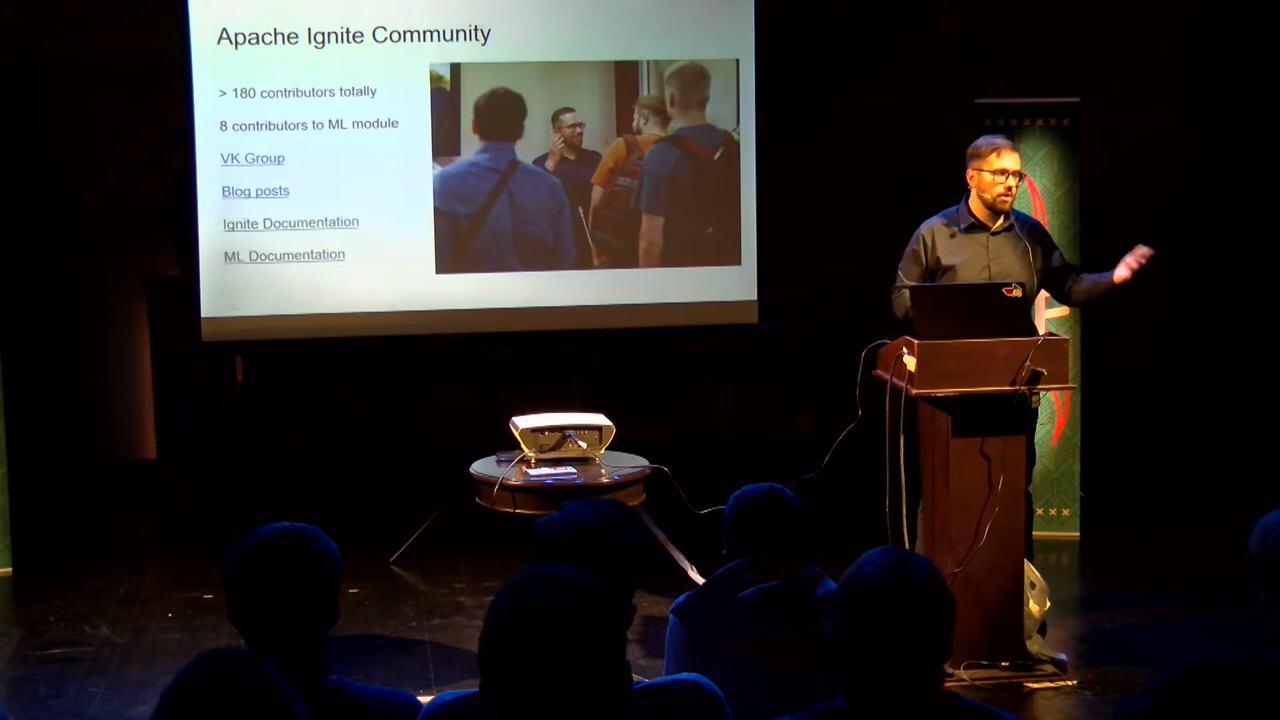 Apache Ignite Community
> 180 contributors totally
8 contributors to ML module
VK Group
Blog posts
Ignite Documentation
ML Documentation